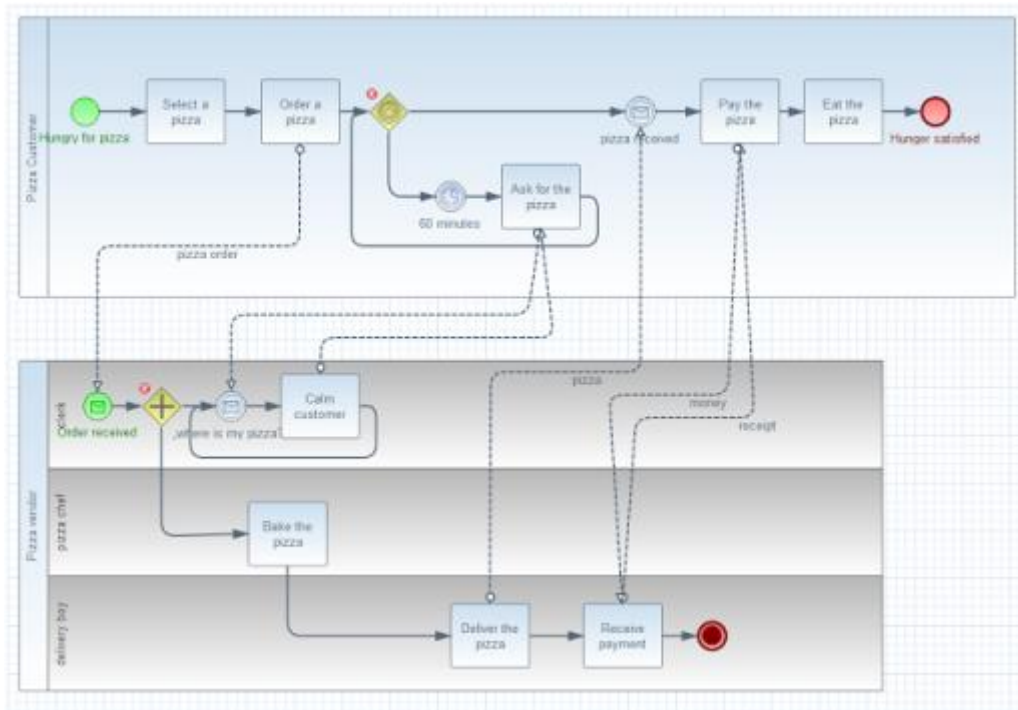 Pizza Customer
Hungry for pizza
Select a
pizza
Order a
pizza
pizza received
Pay the
pizza
Eat the
pizza
Hunger satisfied
60 minutes
Ask for the
pizza
pizza order
Pizza vendor
clerk
Order received
„where is my pizza?
Calm
customer
pizza
money
receipt
pizza chef
Bake the
pizza
delivery boy
Deliver the
pizza
Receive
payment